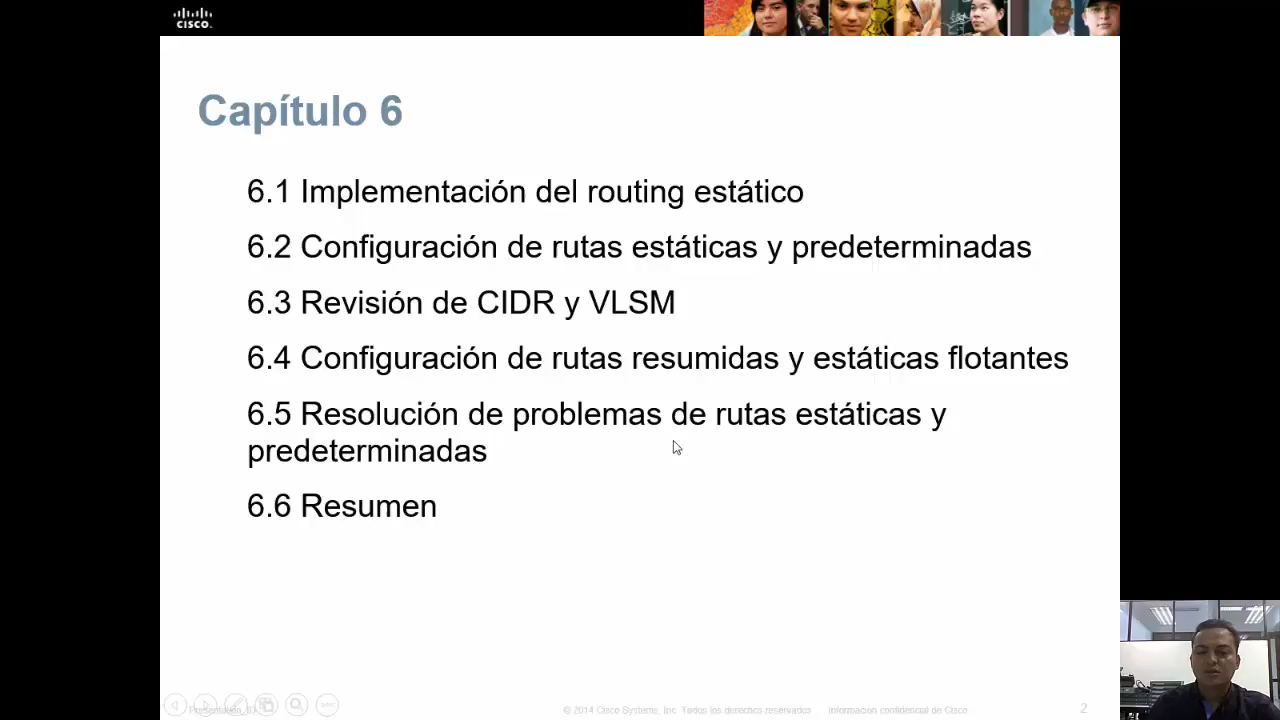 CISCO.
Capítulo 6
6.1 Implementación del routing estático
6.2 Configuración de rutas estáticas y predeterminadas
6.3 Revisión de CIDR y VLSM
6.4 Configuración de rutas resumidas y estáticas flotantes
6.5 Resolución de problemas de rutas estáticas y
predeterminadas
6.6 Resumen
© 2014 Cisco Systems, Inc. Todos los derechos reservados. Información confidencial de Cisco 2